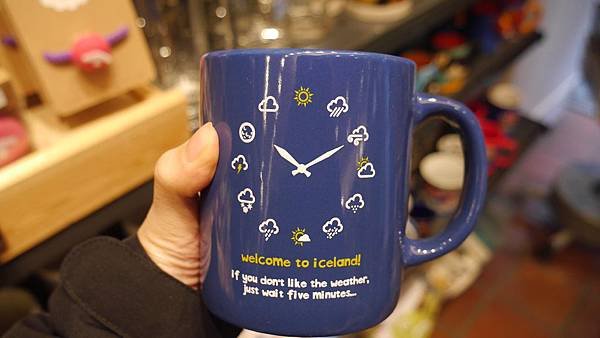 welcome to iceland!
if you don't like the weather,
just wait five minutes...